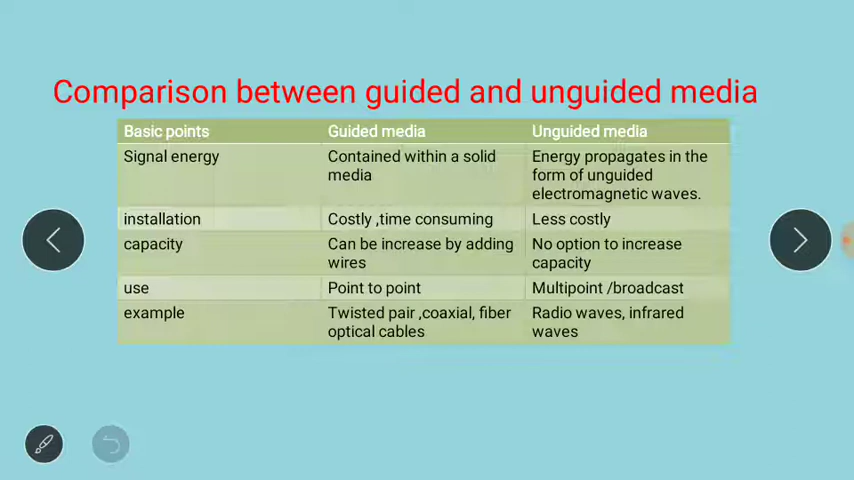 Comparison between guided and unguided media
Basic points Guided media Unguided media
Signal energy Contained within a solid Energy propagates in the
media form of unguided
electromagnetic waves.
installation Costly ,time consuming Less costly
capacity Can be increase by adding No option to increase
wires capacity
use Point to point Multipoint /broadcast
example Twisted pair ,coaxial, fiber Radio waves, infrared
optical cables waves